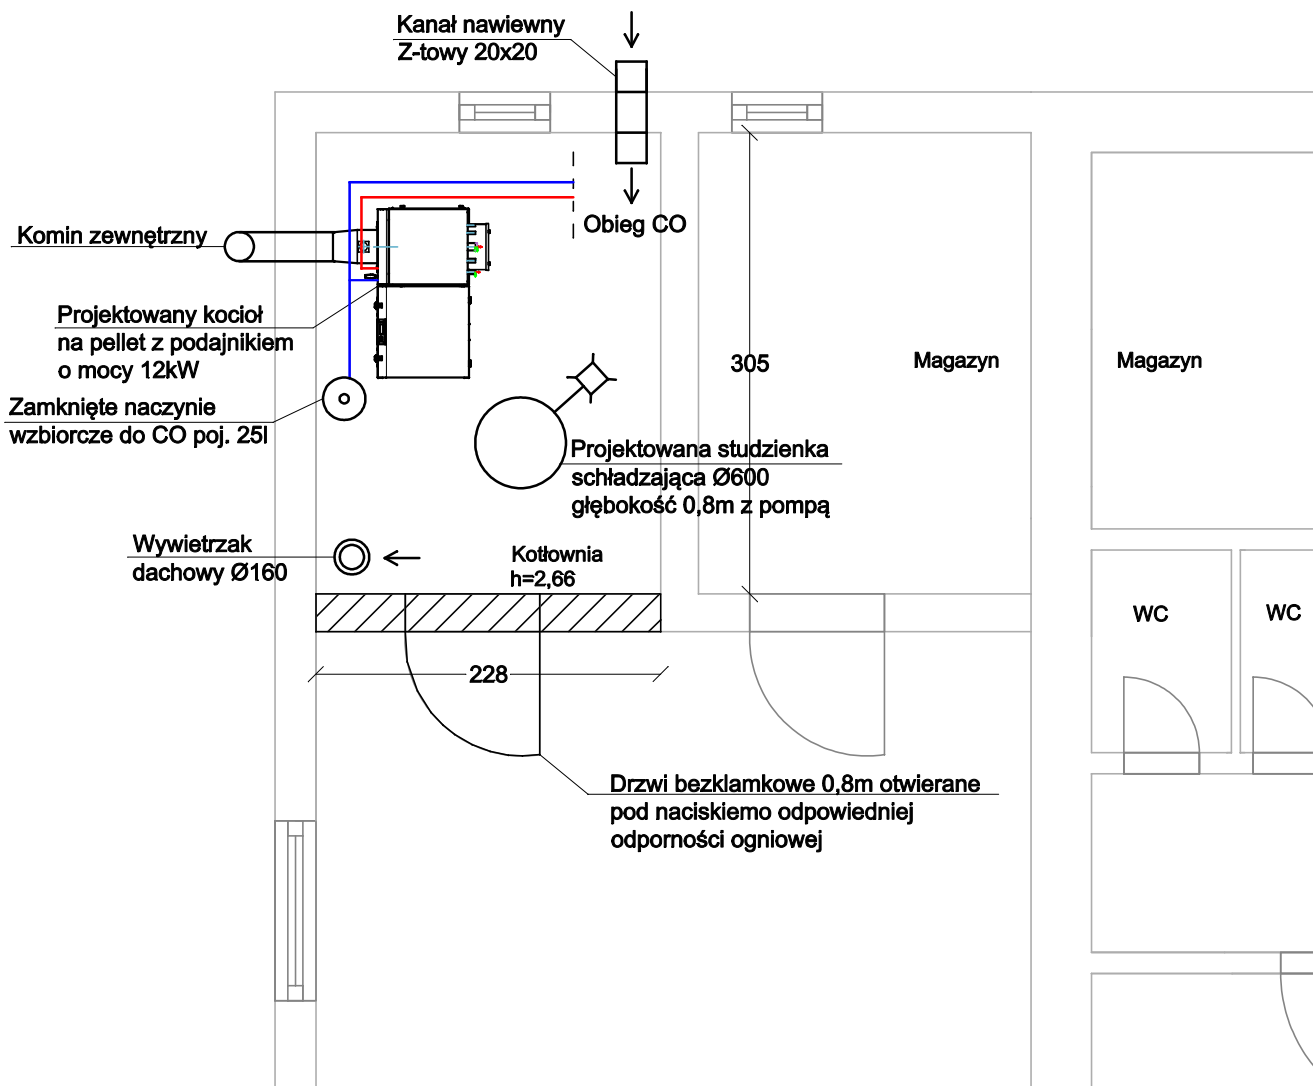 Kanał nawiewny
Z-towy 20x20
Obieg CO
Komin zewnętrzny
Projektowany kocioł
na pellet z podajnikiem
o mocy 12kW
Zamknięte naczynie
wzbiorcze do CO poj. 25l
305
Magazyn
Magazyn
Projektowana studzienka
schładzająca Ø600
głębokość 0,8m z pompą
Wywietrzak
dachowy Ø160
Kotłownia
h=2,66
WC
WC
228
Drzwi bezklamkowe 0,8m otwierane
pod naciskiemo odpowiedniej
odporności ogniowej